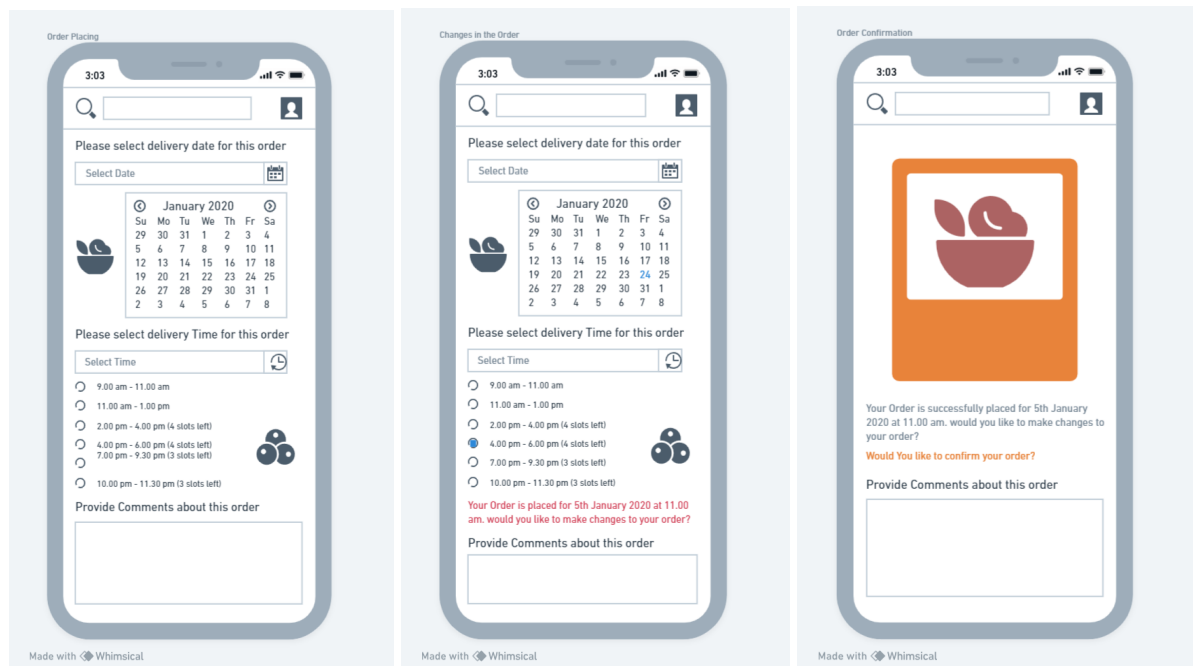 Order Placing
3:03
Please select delivery date for this order
Select Date
January 2020
Su Mo Tu We Th Fr Sa
29 30 31 1 2 3 4
5 6 7 8 9 10 11
12 13 14 15 16 17 18
19 20 21 22 23 24 25
26 27 28 29 30 31 1
2 3 4 5 6 7 8
Please select delivery Time for this order
Select Time
9.00 am - 11.00 am
11.00 am - 1.00 pm
2.00 pm - 4.00 pm (4 slots left)
4.00 pm - 6.00 pm (4 slots left)
7.00 pm - 9.30 pm (3 slots left)
10.00 pm - 11.30 pm (3 slots left)
Provide Comments about this order
Made with Whimsical
Changes in the Order
3:03
Please select delivery date for this order
Select Date
January 2020
Su Mo Tu We Th Fr Sa
29 30 31 1 2 3 4
5 6 7 8 9 10 11
12 13 14 15 16 17 18
19 20 21 22 23 24 25
26 27 28 29 30 31 1
2 3 4 5 6 7 8
Please select delivery Time for this order
Select Time
9.00 am - 11.00 am
11.00 am - 1.00 pm
2.00 pm - 4.00 pm (4 slots left)
4.00 pm - 6.00 pm (4 slots left)
7.00 pm - 9.30 pm (3 slots left)
10.00 pm - 11.30 pm (3 slots left)
Your Order is placed for 5th January 2020 at 11.00
am. would you like to make changes to your order?
Provide Comments about this order
Made with Whimsical
Order Confirmation
3:03
Your Order is successfully placed for 5th January
2020 at 11.00 am. would you like to make changes to
your order?
Would You like to confirm your order?
Provide Comments about this order
Made with Whimsical